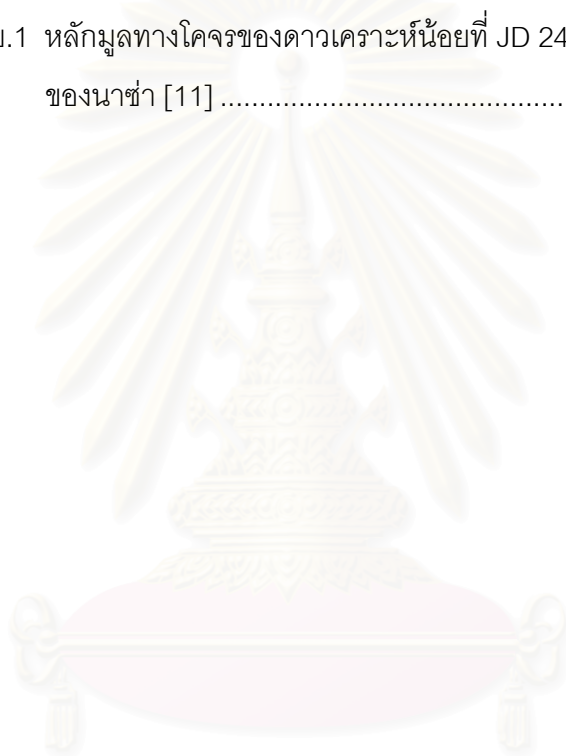 .1 หลักมูลทางโคจรของดาวเคราะห์น้อยที่ JD 24
ของนาซ่า [11] ............................................